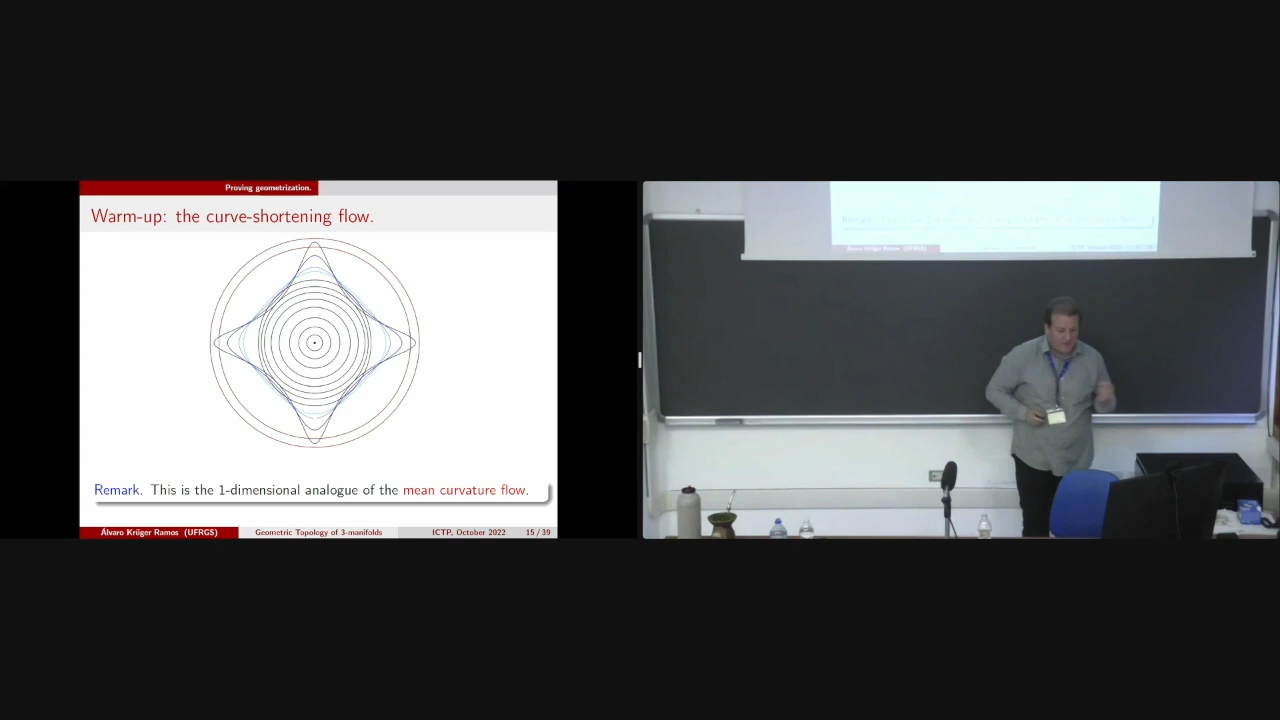 Proving geometrization.
Warm-up: the curve-shortening flow.
Remark. This is the 1-dimensional analogue of the mean curvature flow.
Álvaro Krüger Ramos (UFRGS) Geometric Topology of 3-manifolds ICTP, October 2022 15 / 39